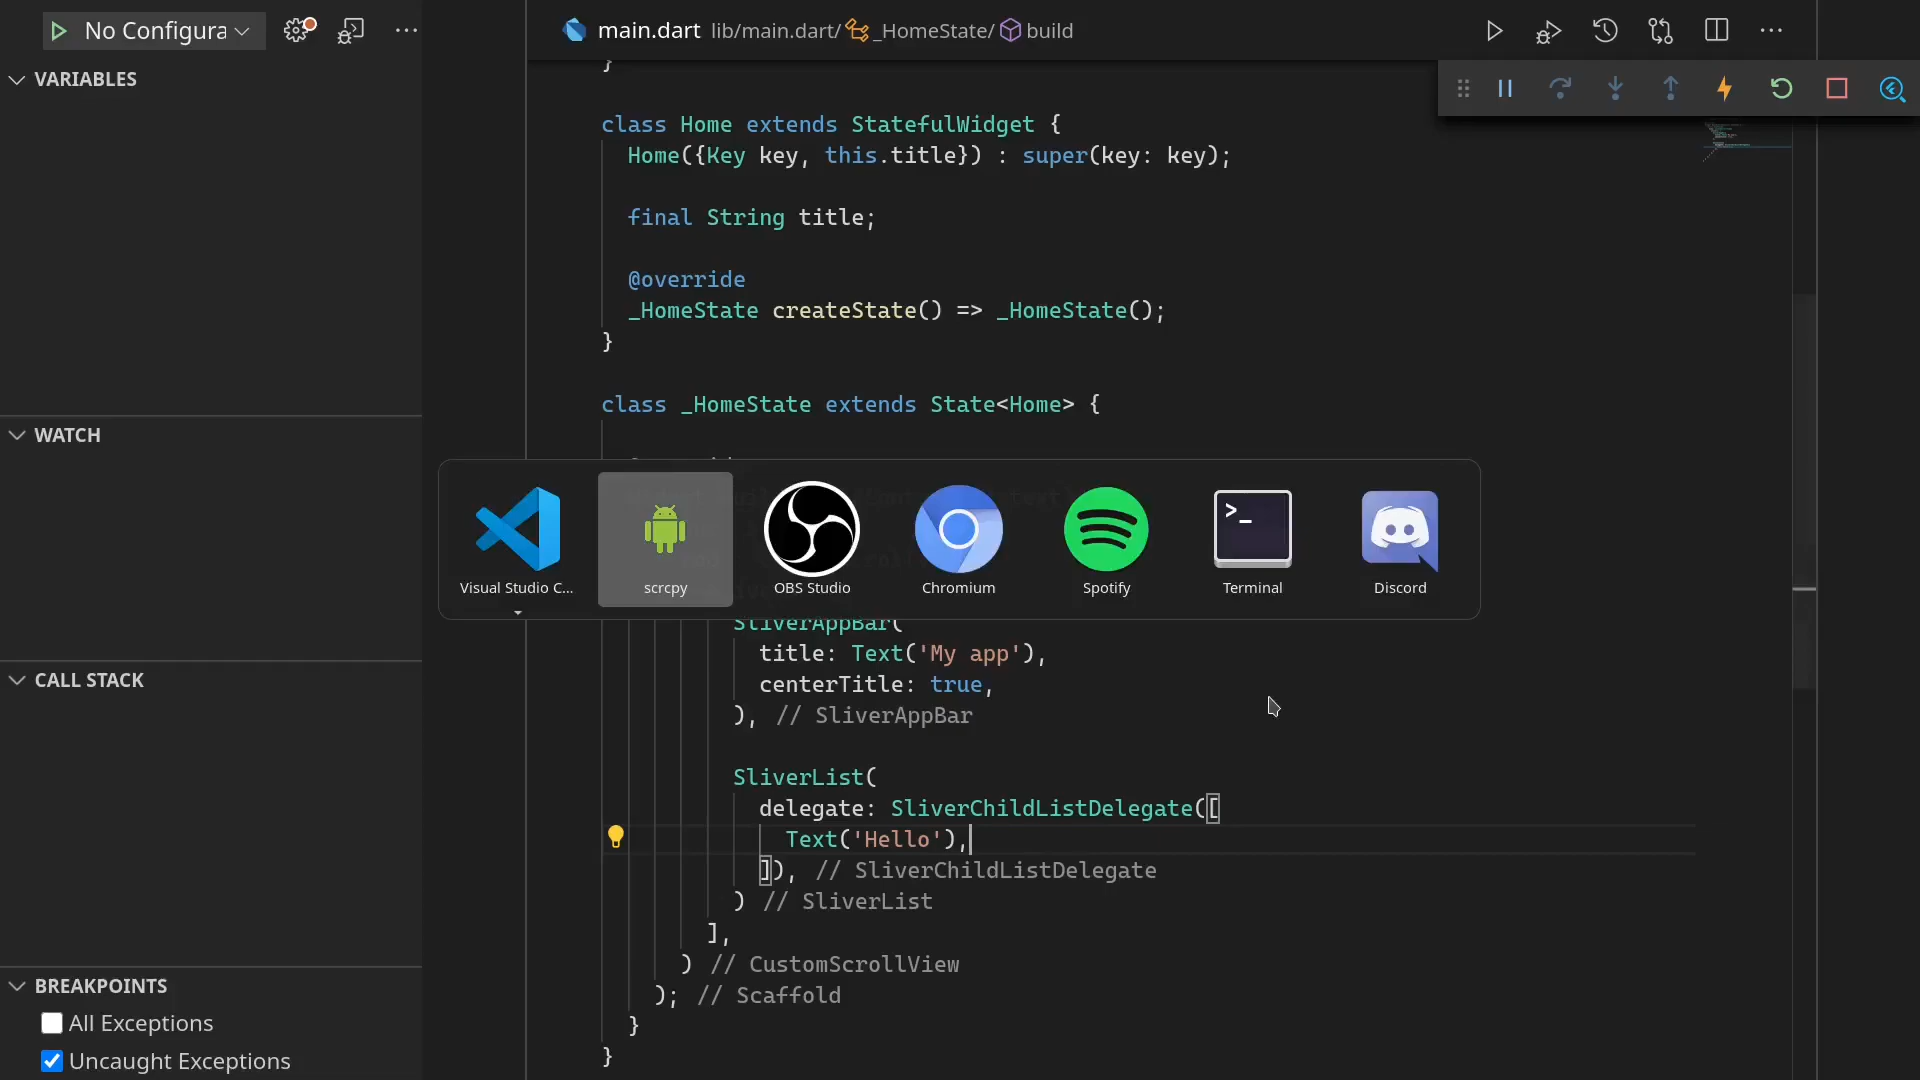 No Configura
main.dart lib/main.dart/ _HomeState/ build
VARIABLES
}
class Home extends StatefulWidget {
Home({Key key, this.title}) : super(key: key);
final String title;
@override
_HomeState createState() => _HomeState();
}
class _HomeState extends State<Home> {
WATCH
Visual Studio C...
scrcpy
OBS Studio
Chromium
Spotify
Terminal
Discord
SliverAppBar(
title: Text('My app'),
centerTitle: true,
), // SliverAppBar
CALL STACK
SliverList(
delegate: SliverChildListDelegate([
Text('Hello'),
]), // SliverChildListDelegate
) // SliverList
],
) // CustomScrollView
); // Scaffold
}
}
BREAKPOINTS
All Exceptions
Uncaught Exceptions